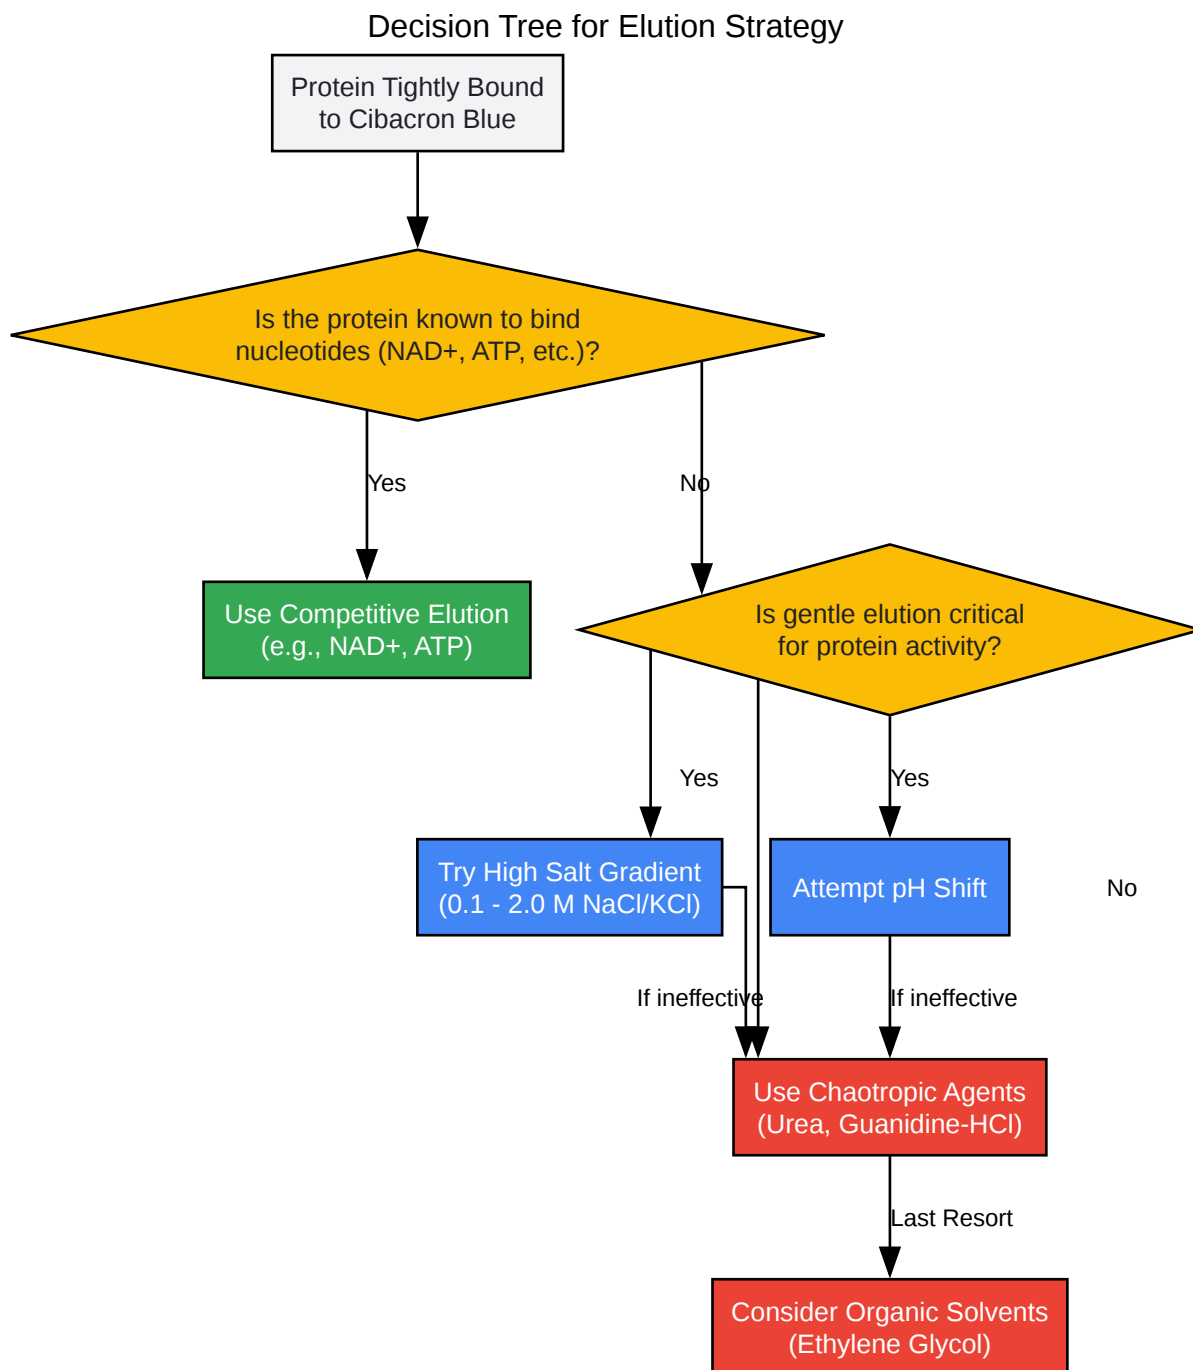 Decision Tree for Elution Strategy
Protein Tightly Bound
to Cibacron Blue
Is the protein known to bind
nucleotides (NAD+, ATP, etc.)?
Yes
No
Use Competitive Elution
(e.g., NAD+, ATP)
Is gentle elution critical
for protein activity?
Yes
Yes
Try High Salt Gradient
(0.1 - 2.0 M NaCl/KCl)
Attempt pH Shift
No
If ineffective
If ineffective
Use Chaotropic Agents
(Urea, Guanidine-HCl)
Last Resort
Consider Organic Solvents
(Ethylene Glycol)